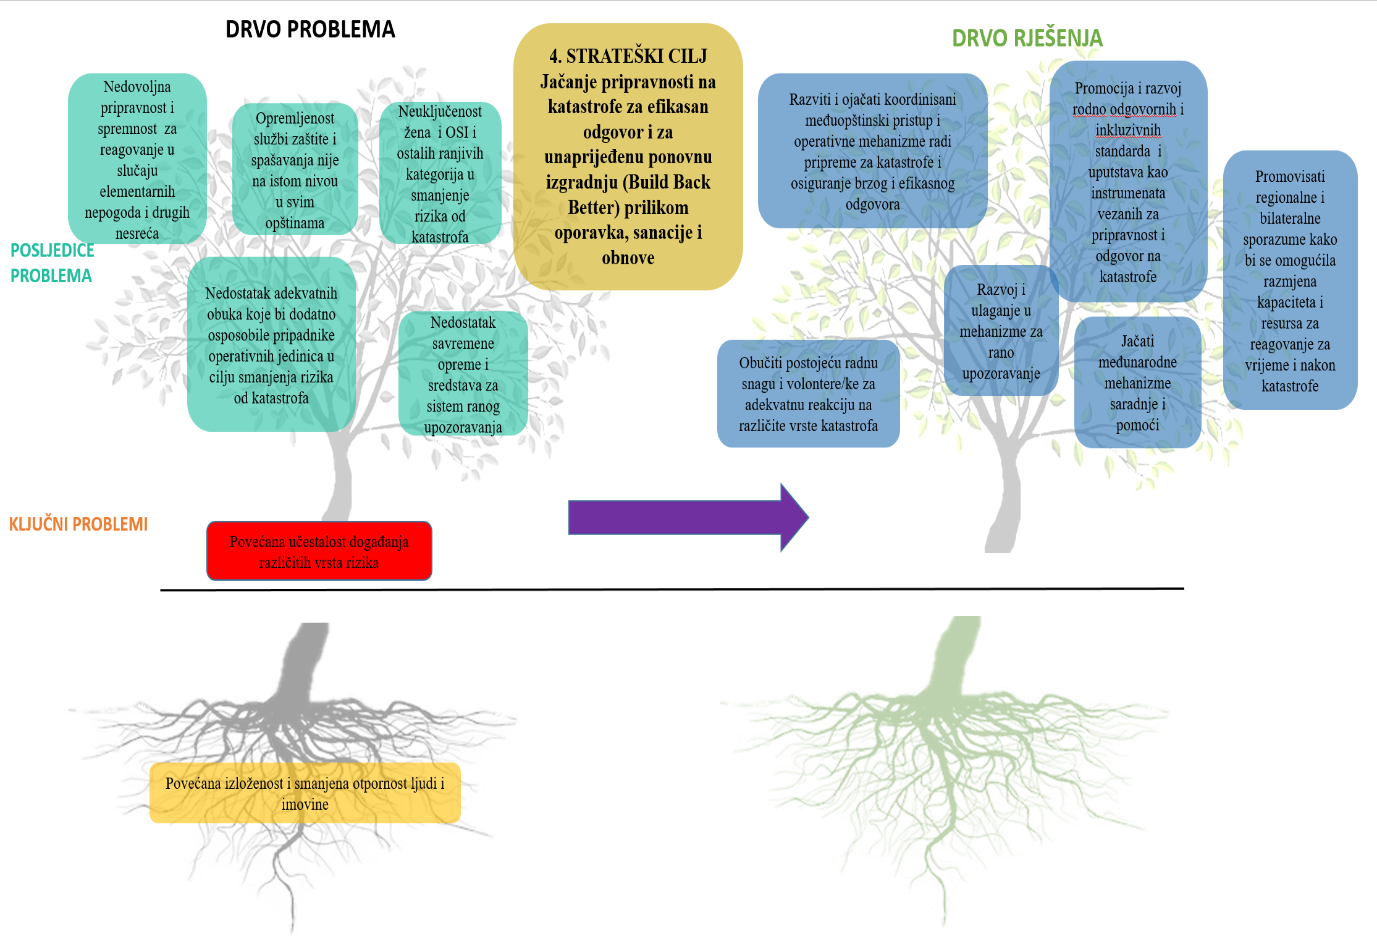 DRVO PROBLEMA
Nedovoljna
pripravnost i
spremnost za
reagovanje u
slučaju
elementarnih
nepogoda i drugih
nesreća
Opremljenost
službi zaštite i
spašavanja nije
na istom nivou
u svim
opštinama
Neuključenost
žena i OSI i
ostalih ranjivih
kategorija u
smanjenje
rizika od
katastrofa
POSLJEDICE
PROBLEMA
Nedostatak adekvatnih
obuka koje bi dodatno
osposobile pripadnike
operativnih jedinica u
cilju smanjenja rizika
od katastrofa
Nedostatak
savremene
opreme i
sredstava za
sistem ranog
upozoravanja
KLJUČNI PROBLEMI
Povećana učestalost događanja
različitih vrsta rizika
Povećana izloženost i smanjena otpornost ljudi i
imovine
4. STRATEŠKI CILJ
Jačanje pripravnosti na
katastrofe za efikasan
odgovor i za
unaprijeđenu ponovnu
izgradnju (Build Back
Better) prilikom
oporavka, sanacije i
obnove
DRVO RJEŠENJA
Razviti i ojačati koordinisani
međuopštinski pristup i
operativne mehanizme radi
pripreme za katastrofe i
osiguranje brzog i efikasnog
odgovora
Promocija i razvoj
rodno odgovornih i
inkluzivnih
standarda i
uputstava kao
instrumenata
vezanih za
pripravnost i
odgovor na
katastrofe
Promovisati
regionalne i
bilateralne
sporazume kako
bi se omogućila
razmjena
kapaciteta i
resursa za
reagovanje za
vrijeme i nakon
katastrofe
Razvoj i
ulaganje u
mehanizme za
rano
upozoravanje
Obučiti postojeću radnu
snagu i volontere/ke za
adekvatnu reakciju na
različite vrste katastrofa
Jačati
međunarodne
mehanizme
saradnje i
pomoći